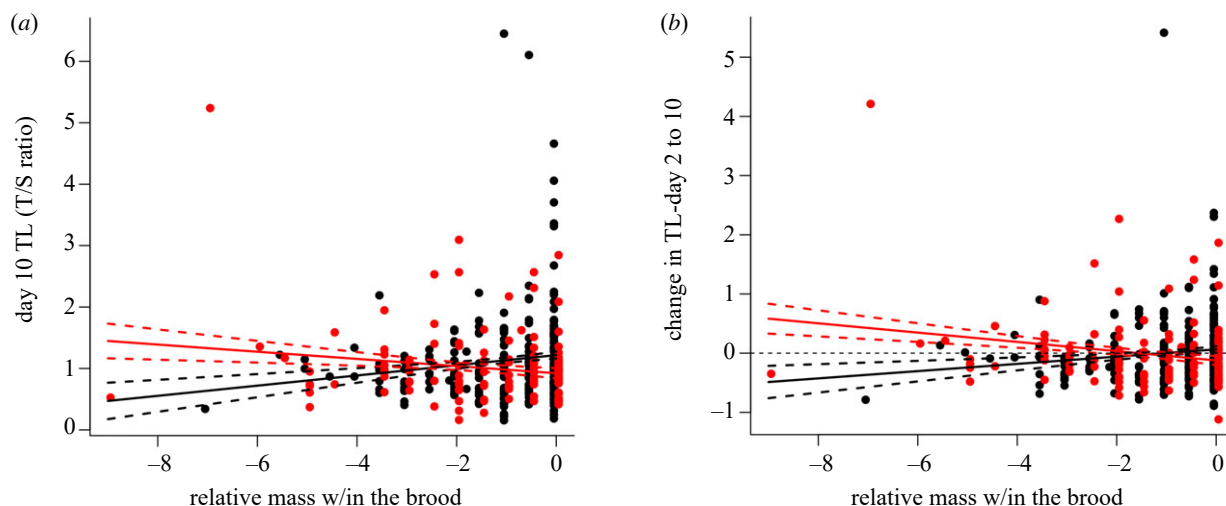 (a)
6
5
4
3
2
1
0
day 10 TL (T/S ratio)
–8 –6 –4 –2 0
relative mass w/in the brood
(b)
5
4
3
2
1
0
–1
change in TL-day 2 to 10
–8 –6 –4 –2 0
relative mass w/in the brood